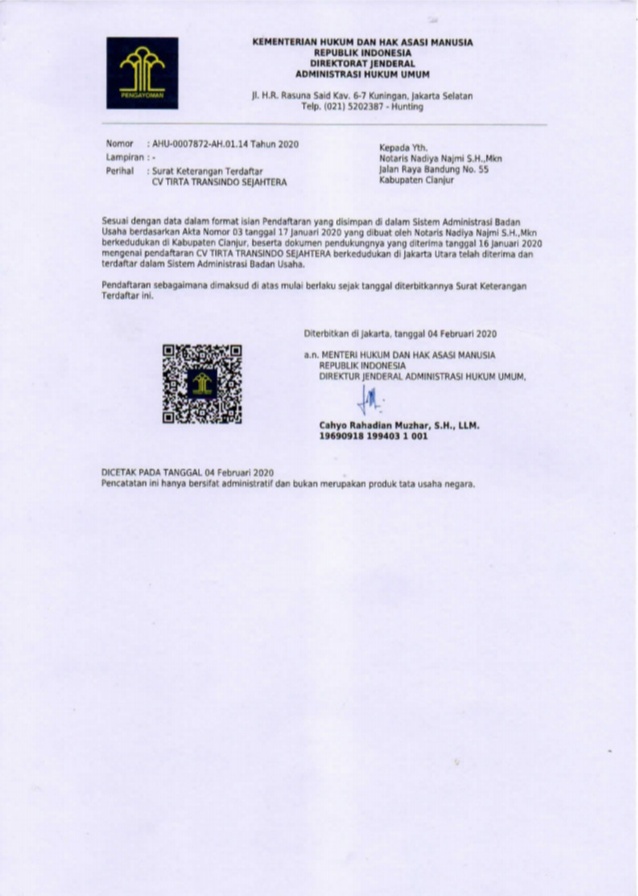 PENGAYOMAN
KEMENTERIAN HUKUM DAN HAK ASASI MANUSIA
REPUBLIK INDONESIA
DIREKTORAT JENDERAL
ADMINISTRASI HUKUM UMUM
Jl. H.R. Rasuna Said Kav. 6-7 Kuningan, Jakarta Selatan
Telp. (021) 5202387 - Hunting
Nomor : AHU-0007872-AH.01.14 Tahun 2020
Lampiran : -
Perihal : Surat Keterangan Terdaftar
CV TIRTA TRANSINDO SEJAHTERA
Kepada Yth.
Notaris Nadiya Najmi S.H.,Mkn
Jalan Raya Bandung No. 55
Kabupaten Cianjur
Sesuai dengan data dalam format isian Pendaftaran yang disimpan di dalam Sistem Administrasi Badan
Usaha berdasarkan Akta Nomor 03 tanggal 17 Januari 2020 yang dibuat oleh Notaris Nadiya Najmi S.H.,Mkn
berkedudukan di Kabupaten Cianjur, beserta dokumen pendukungnya yang diterima tanggal 16 Januari 2020
mengenai pendaftaran CV TIRTA TRANSINDO SEJAHTERA berkedudukan di Jakarta Utara telah diterima dan
terdaftar dalam Sistem Administrasi Badan Usaha.
Pendaftaran sebagaimana dimaksud di atas mulai berlaku sejak tanggal diterbitkannya Surat Keterangan
Terdaftar ini.
Diterbitkan di Jakarta, tanggal 04 Februari 2020
a.n. MENTERI HUKUM DAN HAK ASASI MANUSIA
REPUBLIK INDONESIA
DIREKTUR JENDERAL ADMINISTRASI HUKUM UMUM,
Cahyo Rahadian Muzhar, S.H., LLM.
19690918 199403 1 001
DICETAK PADA TANGGAL 04 Februari 2020
Pencatatan ini hanya bersifat administratif dan bukan merupakan produk tata usaha negara.